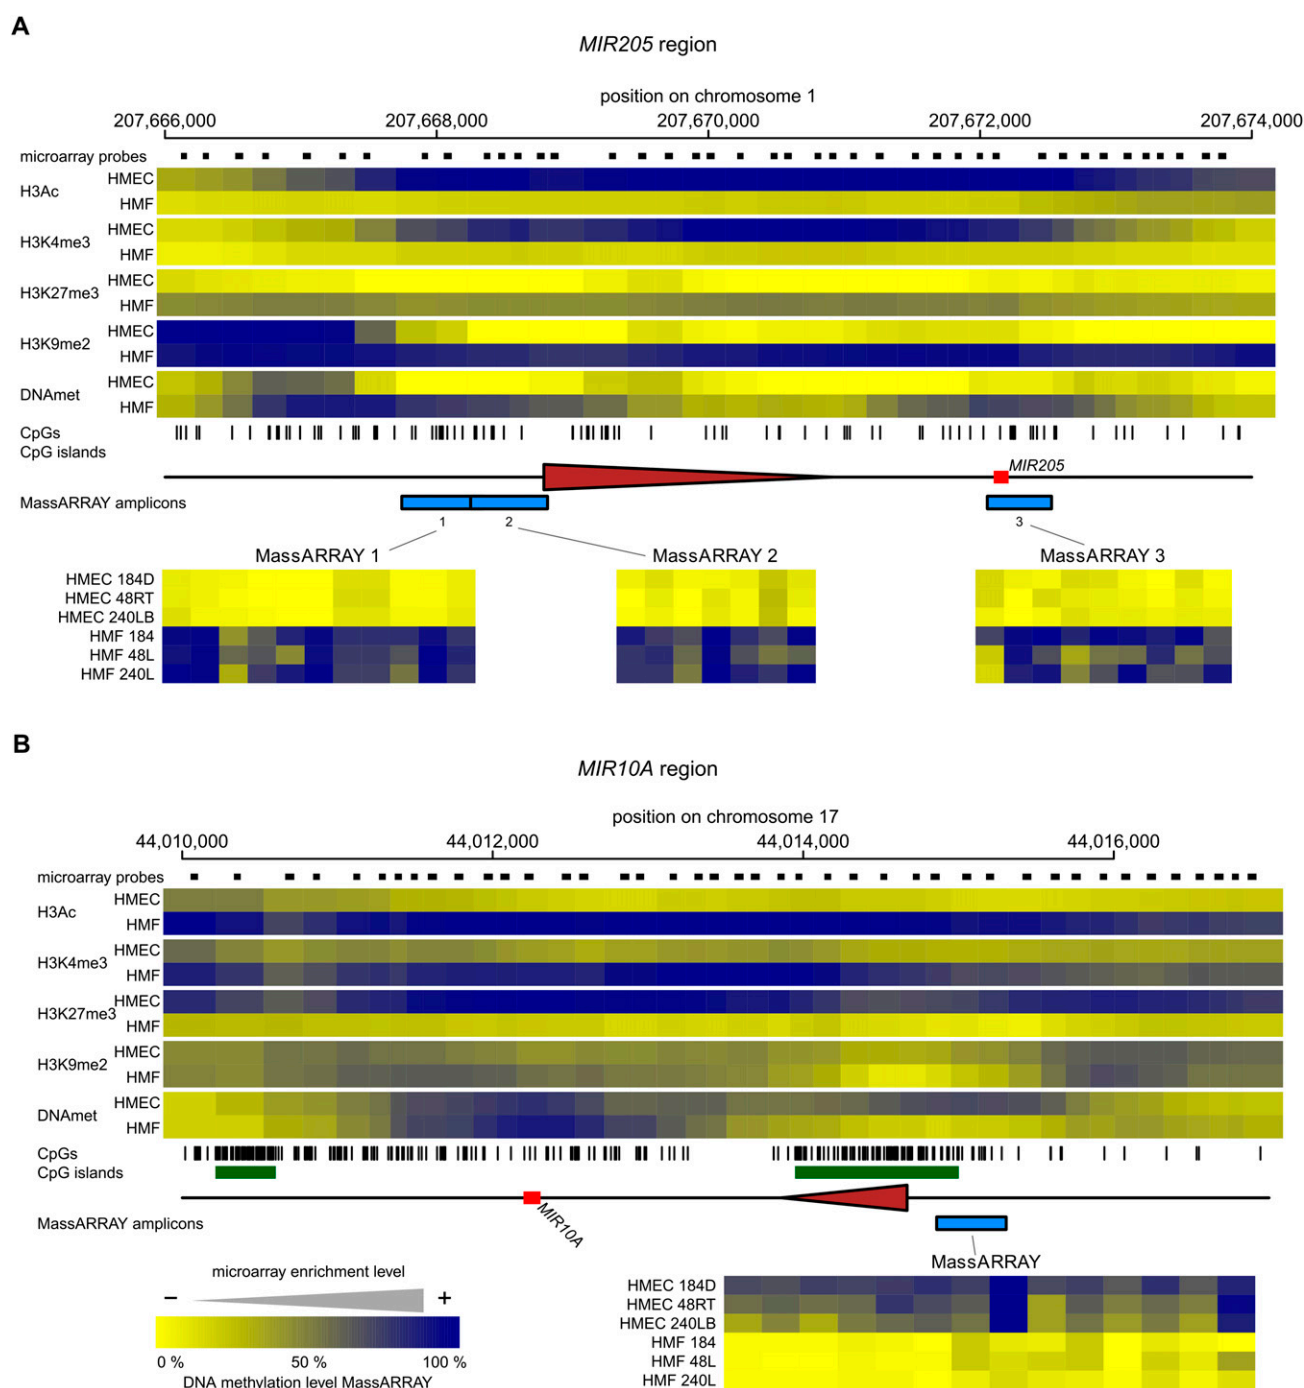 A
MIR205 region
position on chromosome 1
207,666,000 207,668,000 207,670,000 207,672,000 207,674,000
microarray probes
H3Ac HMEC
HMF
H3K4me3 HMEC
HMF
H3K27me3 HMEC
HMF
H3K9me2 HMEC
HMF
DNAmet HMEC
HMF
CpGs
CpG islands
MIR205
MassARRAY amplicons
1 2 3
MassARRAY 1 MassARRAY 2 MassARRAY 3
HMEC 184D
HMEC 48RT
HMEC 240LB
HMF 184
HMF 48L
HMF 240L
B
MIR10A region
position on chromosome 17
44,010,000 44,012,000 44,014,000 44,016,000
microarray probes
H3Ac HMEC
HMF
H3K4me3 HMEC
HMF
H3K27me3 HMEC
HMF
H3K9me2 HMEC
HMF
DNAmet HMEC
HMF
CpGs
CpG islands
MIR10A
MassARRAY amplicons
MassARRAY
microarray enrichment level
– +
0 % 50 % 100 %
DNA methylation level MassARRAY
HMEC 184D
HMEC 48RT
HMEC 240LB
HMF 184
HMF 48L
HMF 240L